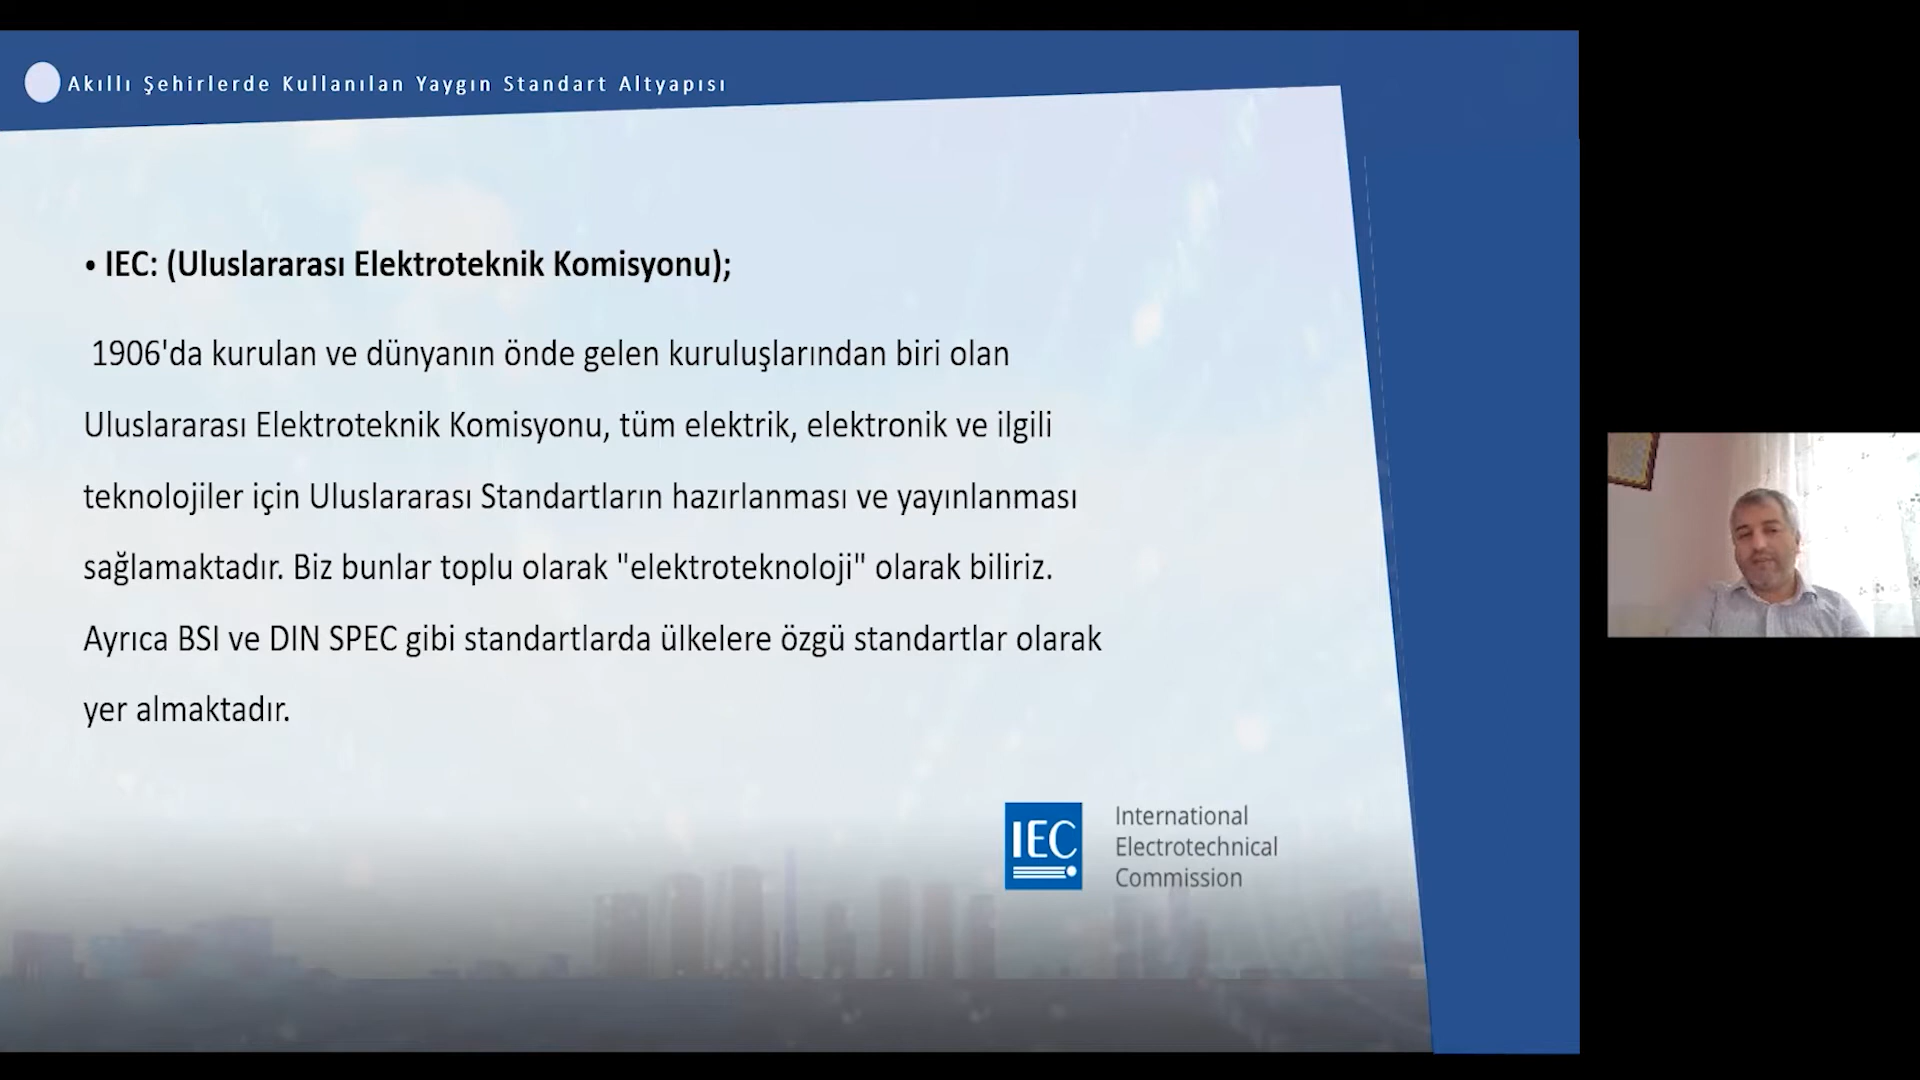 Akıllı Şehirlerde Kullanılan Yaygın Standart Altyapısı
• IEC: (Uluslararası Elektroteknik Komisyonu);
1906'da kurulan ve dünyanın önde gelen kuruluşlarından biri olan
Uluslararası Elektroteknik Komisyonu, tüm elektrik, elektronik ve ilgili
teknolojiler için Uluslararası Standartların hazırlanması ve yayınlanması
sağlamaktadır. Biz bunlar toplu olarak "elektroteknoloji" olarak biliriz.
Ayrıca BSI ve DIN SPEC gibi standartlarda ülkelere özgü standartlar olarak
yer almaktadır.
IEC
International
Electrotechnical
Commission